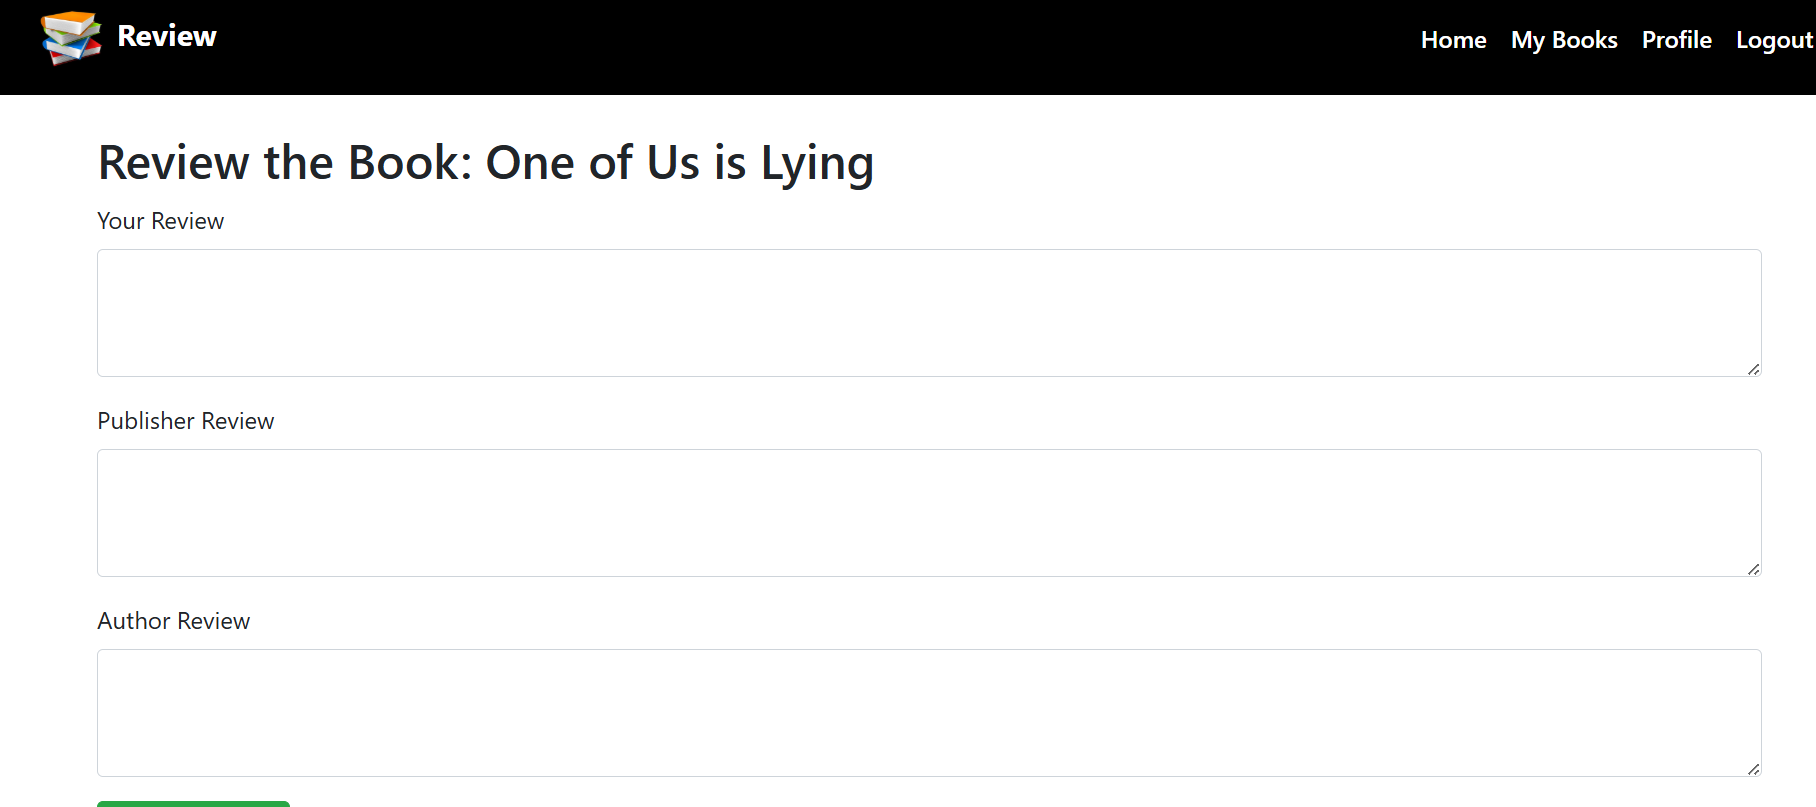 Review
Home My Books Profile Logout
Review the Book: One of Us is Lying
Your Review
Publisher Review
Author Review